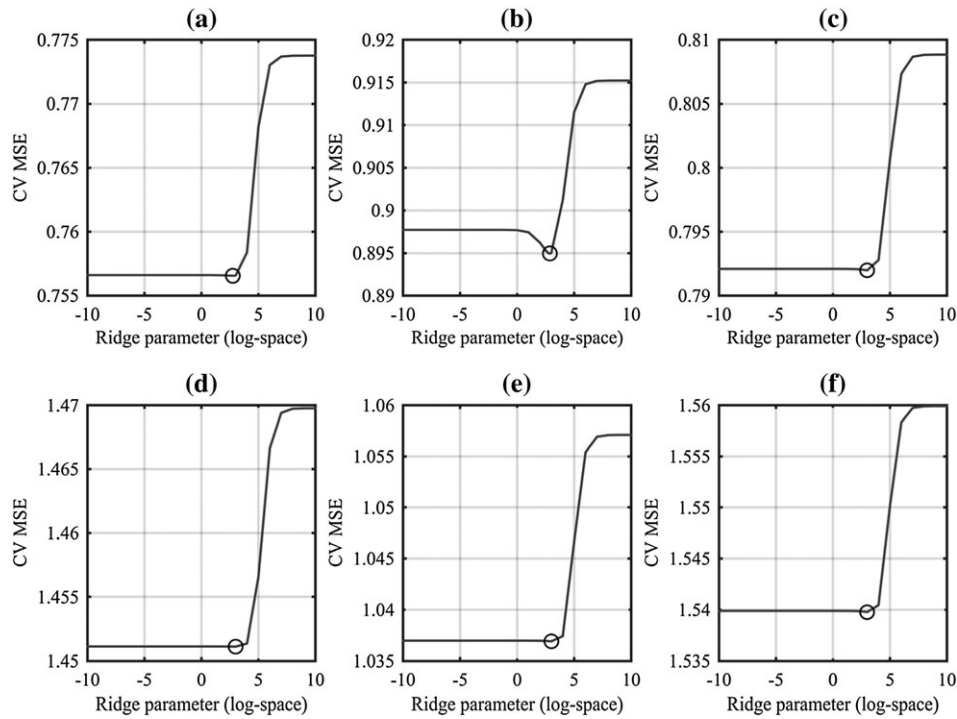 (a) (b) (c)
0.775 0.92 0.81
0.915
0.77 0.805
0.91
0.765 0.905 0.8
0.9
0.76 0.795
0.895
0.755 0.89 0.79
CV MSE CV MSE CV MSE
-10 -5 0 5 10 -10 -5 0 5 10 -10 -5 0 5 10
Ridge parameter (log-space) Ridge parameter (log-space) Ridge parameter (log-space)
(d) (e) (f)
1.47 1.06 1.56
1.465 1.055 1.555
1.46 1.05 1.55
1.045 1.545
1.455 1.04 1.54
1.45 1.035 1.535
CV MSE CV MSE CV MSE
-10 -5 0 5 10 -10 -5 0 5 10 -10 -5 0 5 10
Ridge parameter (log-space) Ridge parameter (log-space) Ridge parameter (log-space)